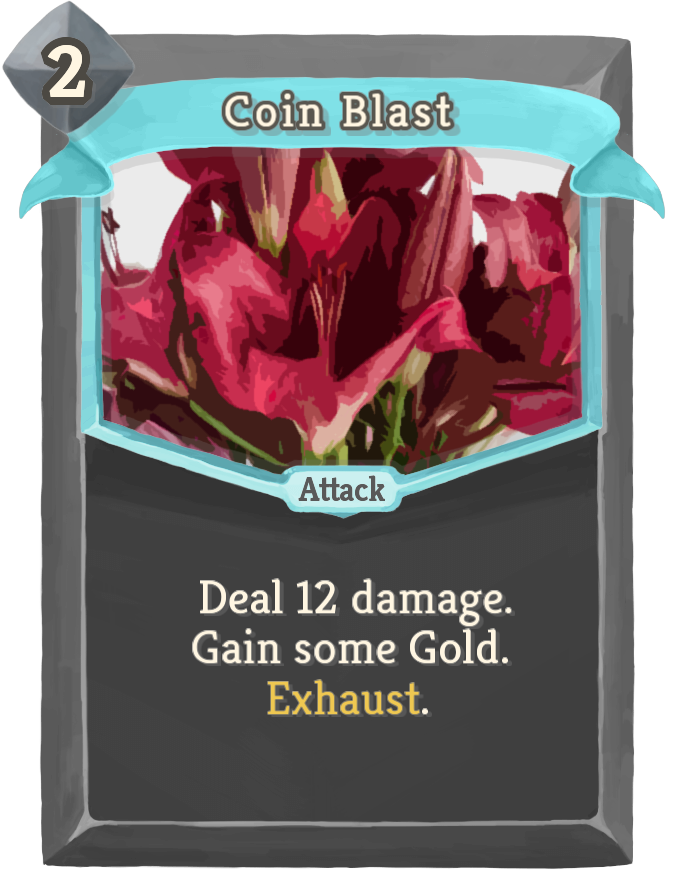 2
Coin Blast
Attack
Deal 12 damage.
Gain some Gold.
Exhaust.